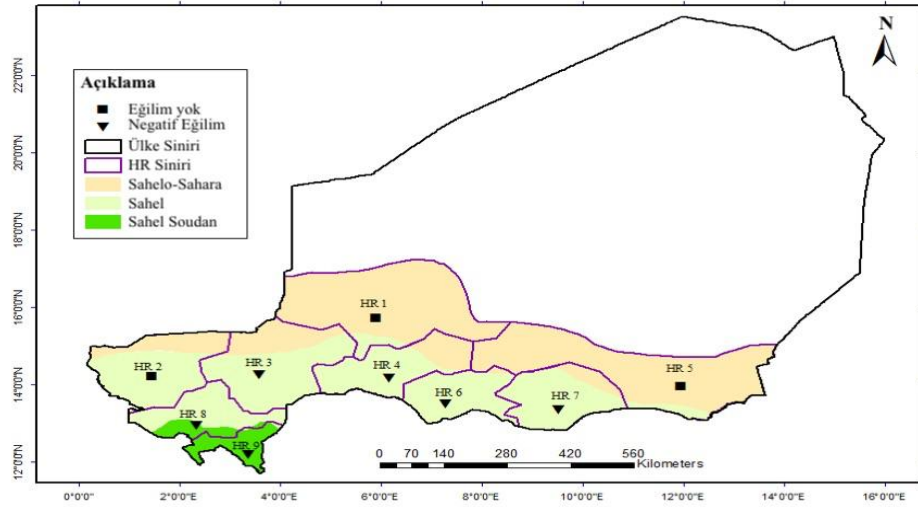 N
Açıklama
Eğilim yok
Negatif Eğilim
Ülke Siniri
HR Siniri
Sahelo-Sahara
Sahel
Sahel Soudan
22°0'0"N
20°0'0"N
18°0'0"N
16°0'0"N
14°0'0"N
12°0'0"N
HR 1
HR 2
HR 3
HR 4
HR 5
HR 6
HR 7
HR 8
HR 9
0 70 140 280 420 560
Kilometers
0°0'0" 2°0'0"E 4°0'0"E 6°0'0"E 8°0'0"E 10°0'0"E 12°0'0"E 14°0'0"E 16°0'0"E